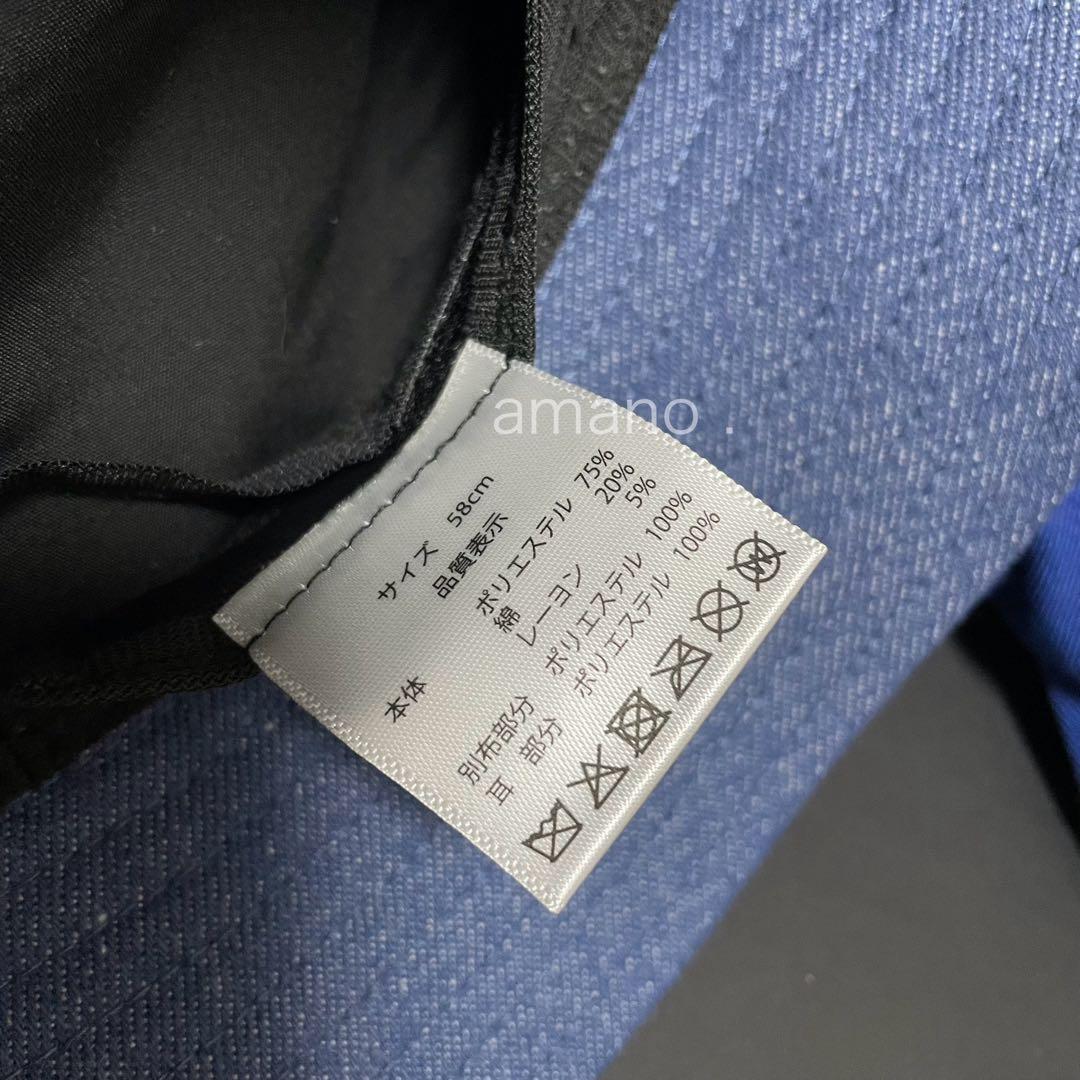 amano .
サイズ 58cm
品質表示
本体 ポリエステル 75%
綿 20%
レーヨン 5%
別布部分 ポリエステル 100%
耳 部分 ポリエステル 100%